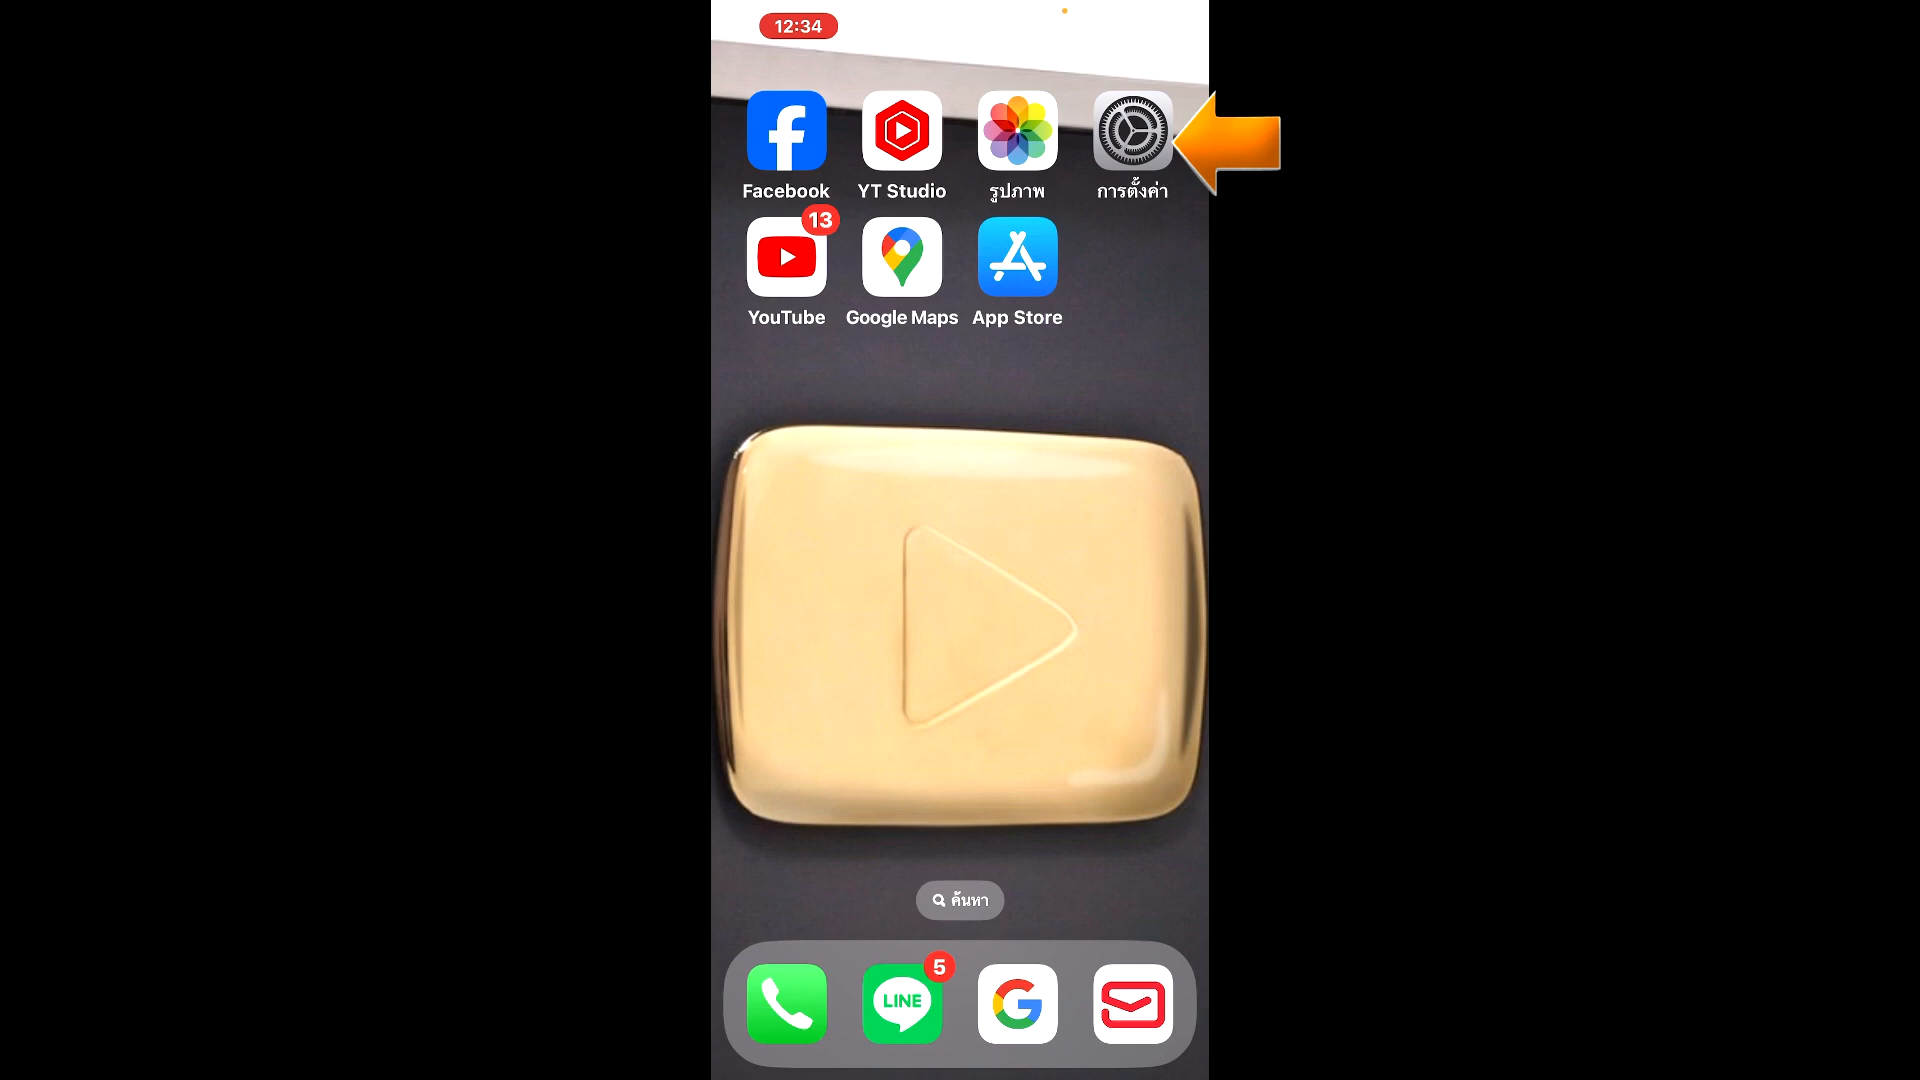 12:34
Facebook
YT Studio
รูปภาพ
การตั้งค่า
13
YouTube
Google Maps
App Store
ค้นหา
5
LINE